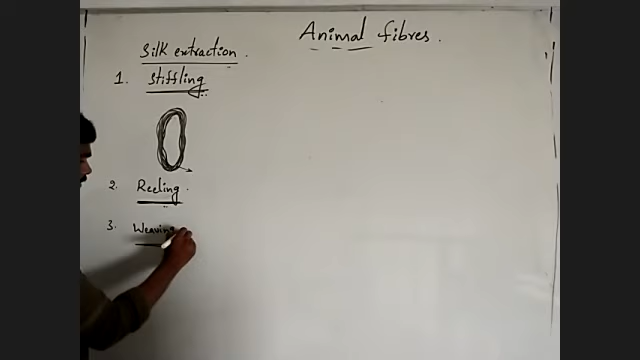 Animal fibres.
Silk extraction.
1. Stiffling
2. Reeling.
3. Weaving